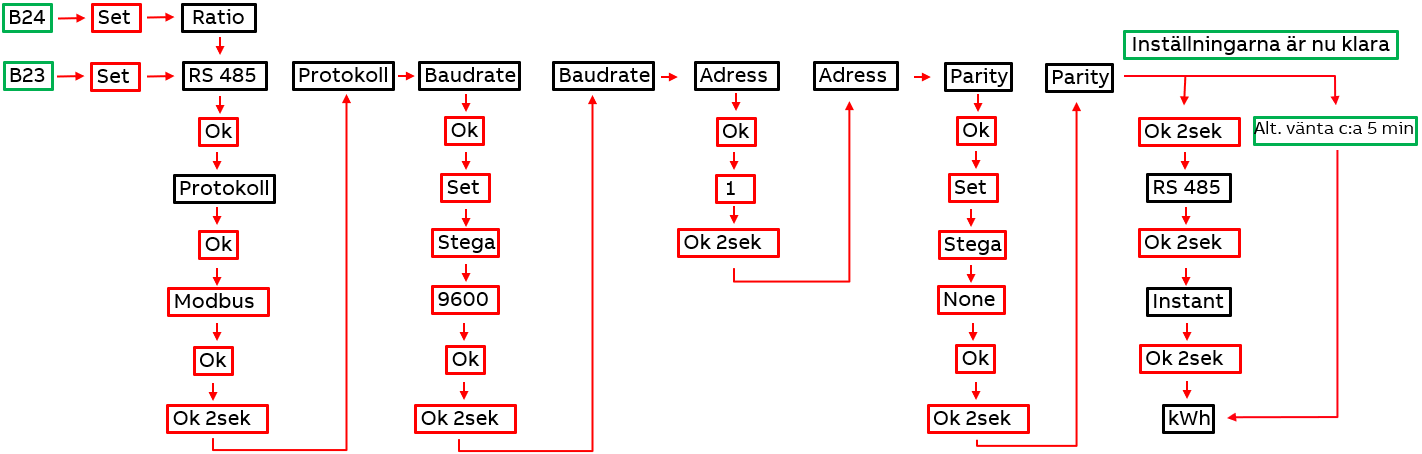 B24
Set
Ratio
B23
Set
RS 485
Ok
Protokoll
Ok
Modbus
Ok
Ok 2sek
Protokoll
Baudrate
Ok
Set
Stega
9600
Ok
Ok 2sek
Baudrate
Adress
Ok
1
Ok 2sek
Adress
Parity
Ok
Set
Stega
None
Ok
Ok 2sek
Parity
Inställningarna är nu klara
Ok 2sek
RS 485
Ok 2sek
Instant
Ok 2sek
kWh
Alt. vänta c:a 5 min